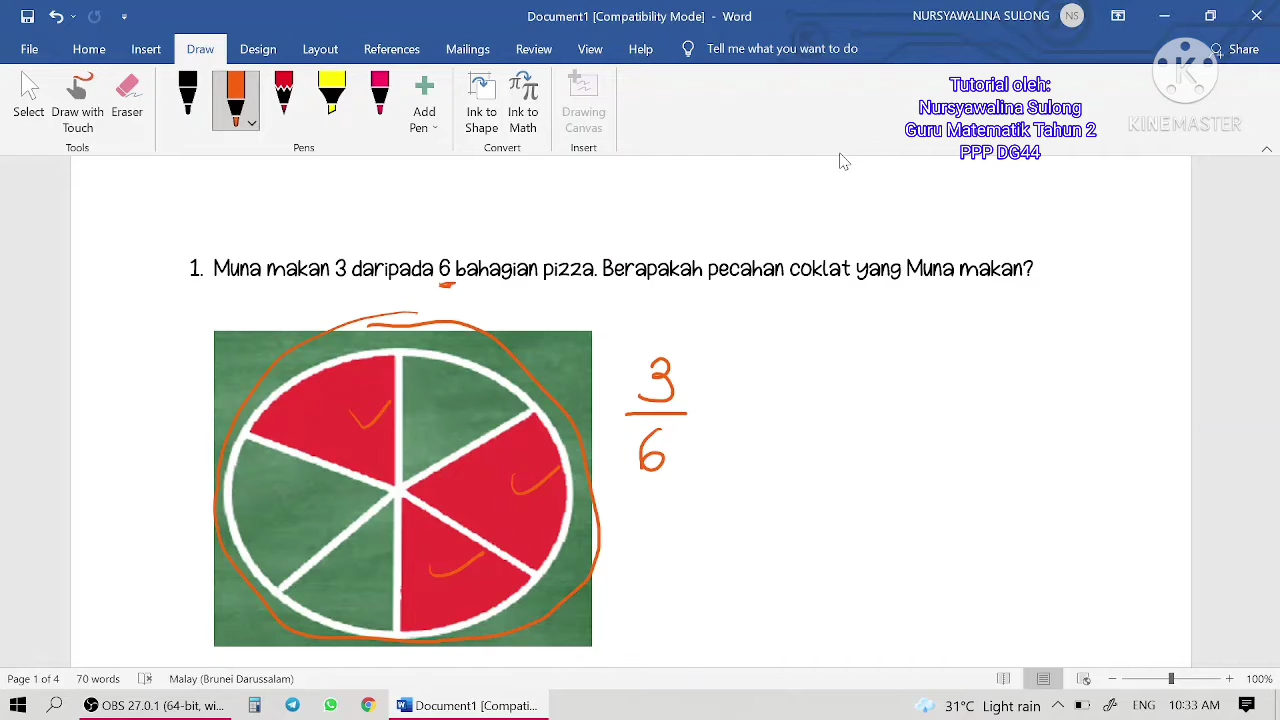 Document1 [Compatibility Mode] - Word
NURSYAWALINA SULONG
NS
File Home Insert Draw Design Layout References Mailings Review View Help Tell me what you want to do
Share
Select
Draw with Touch
Eraser
Add Pen
Ink to Shape
Ink to Math
Drawing Canvas
Tools
Pens
Convert
Insert
Tutorial oleh:
Nursyawalina Sulong
Guru Matematik Tahun 2
PPP DG44
K
KINEMASTER
1. Muna makan 3 daripada 6 bahagian pizza. Berapakah pecahan coklat yang Muna makan?
3
6
Page 1 of 4 70 words Malay (Brunei Darussalam)
100%
OBS 27.0.1 (64-bit, wi...
Document1 [Compati...
31°C Light rain
10:33 AM